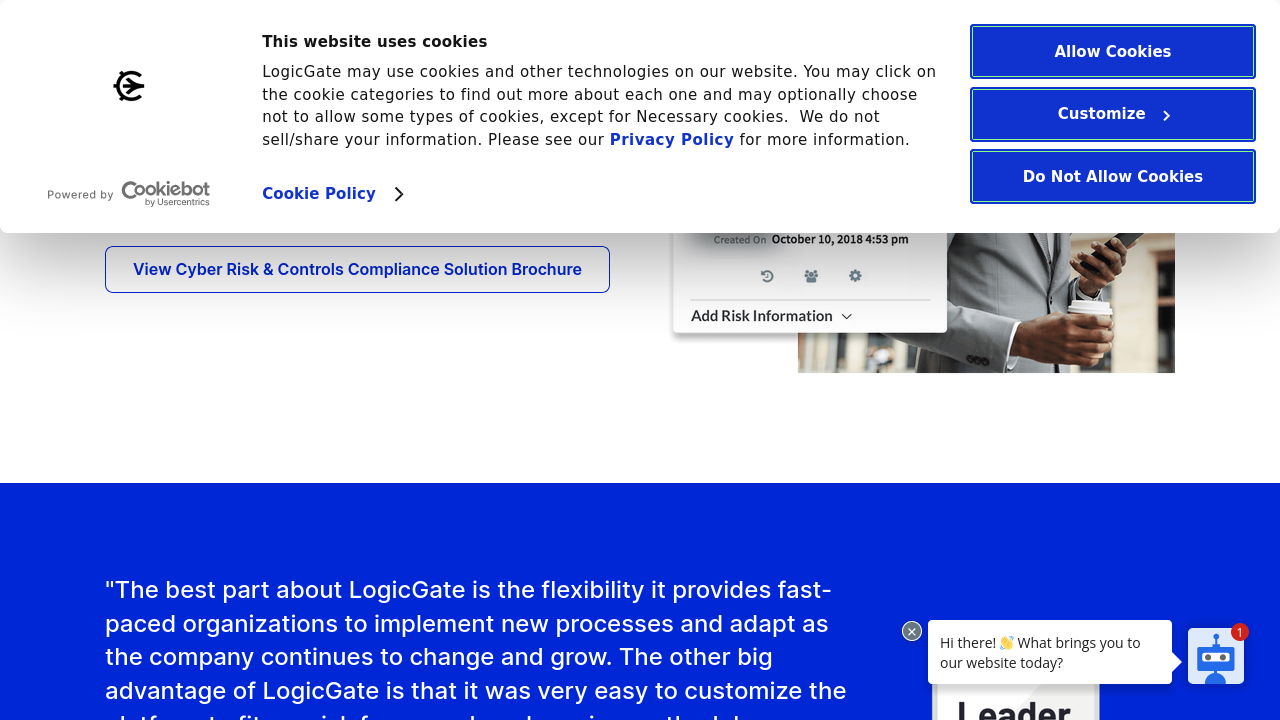 This website uses cookies
LogicGate may use cookies and other technologies on our website. You may click on
the cookie categories to find out more about each one and may optionally choose
not to allow some types of cookies, except for Necessary cookies.  We do not
sell/share your information. Please see our Privacy Policy for more information.
Cookie Policy
Powered by Cookiebot
by Usercentrics
Allow Cookies
Customize
Do Not Allow Cookies
View Cyber Risk & Controls Compliance Solution Brochure
Created On October 10, 2018 4:53 pm
Add Risk Information
"The best part about LogicGate is the flexibility it provides fast-
paced organizations to implement new processes and adapt as
the company continues to change and grow. The other big
advantage of LogicGate is that it was very easy to customize the
Hi there! 👋 What brings you to
our website today?
1
Leader